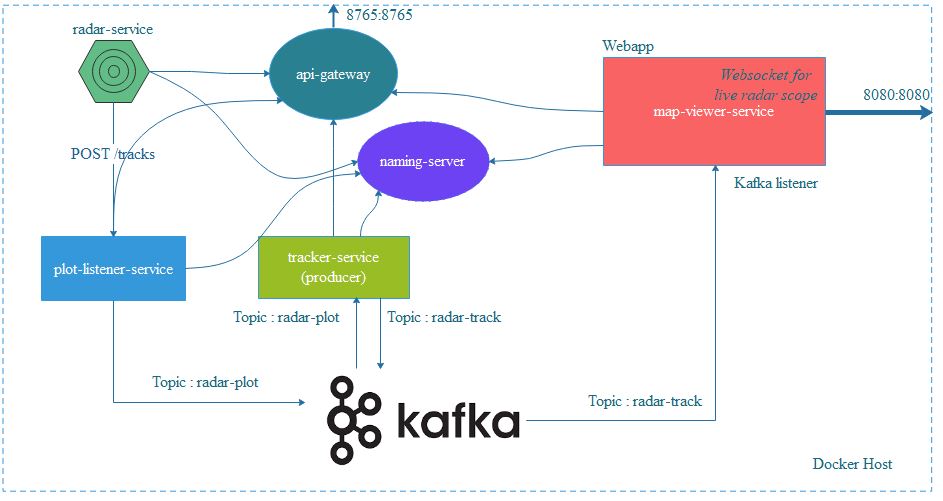 8765:8765
radar-service
api-gateway
Webapp
Websocket for
live radar scope
8080:8080
map-viewer-service
POST /tracks
naming-server
Kafka listener
plot-listener-service
tracker-service
(producer)
Topic : radar-plot
Topic : radar-track
Topic : radar-plot
Topic : radar-track
kafka
Docker Host